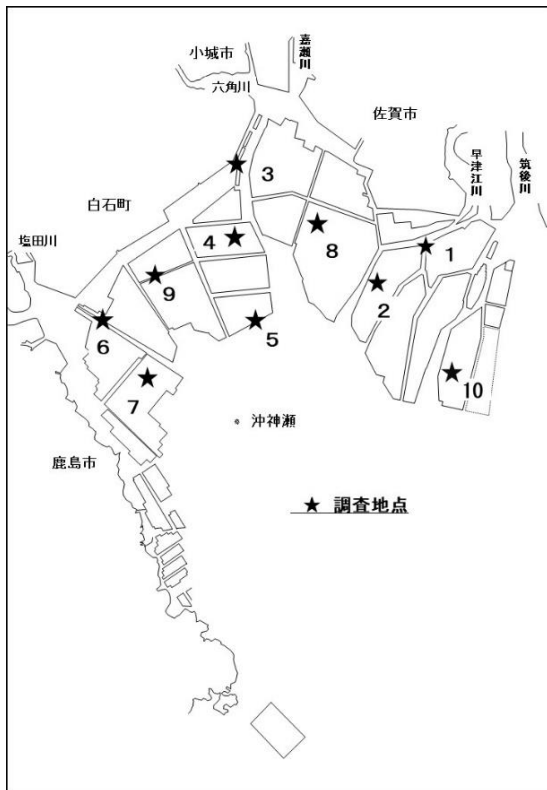 小城市
嘉瀬川
六角川
佐賀市
早津江川
筑後川
白石町
塩田川
3
4
8
1
9
2
6
5
7
10
沖神瀬
鹿島市
★ 調査地点